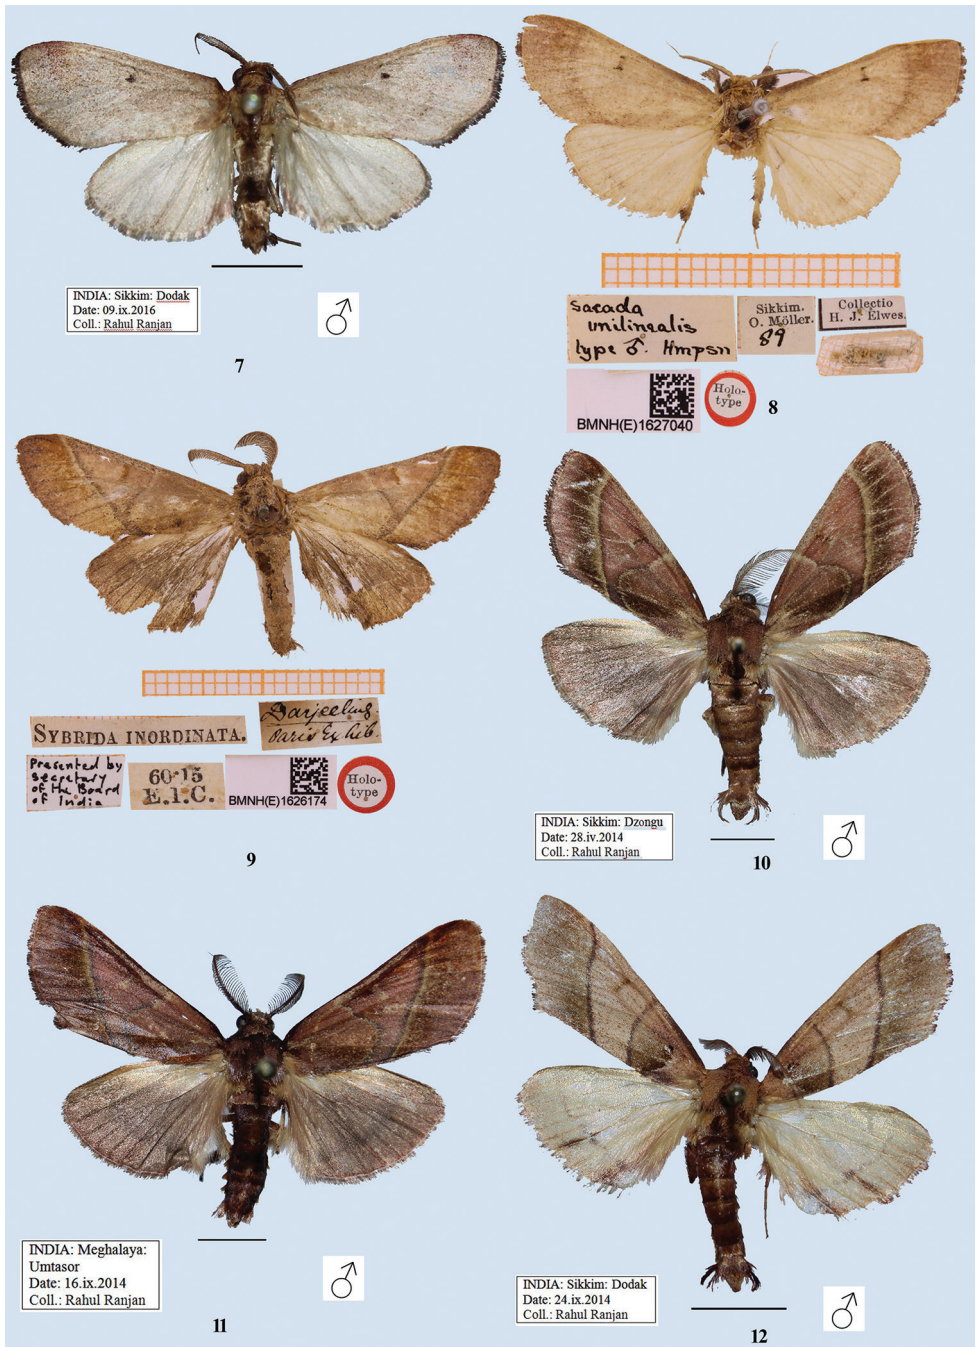 INDIA: Sikkim: Dodak
Date: 09.ix.2016
Coll.: Rahul Ranjan
7
Sacada
unilinealis
type ♂. Hmpsn
Sikkim.
O. Möller.
89
Collectio
H. J. Elwes.
BMNH(E)1627040
Holo-
type
8
SYBRIDA INORDINATA.
Darjeeling
Paris Exhib.
Presented by
secretary
of the Board
of India
60·15
E.I.C.
BMNH(E)1626174
Holo-
type
9
INDIA: Sikkim: Dzongu
Date: 28.iv.2014
Coll.: Rahul Ranjan
10
INDIA: Meghalaya:
Umtasor
Date: 16.ix.2014
Coll.: Rahul Ranjan
11
INDIA: Sikkim: Dodak
Date: 24.ix.2014
Coll.: Rahul Ranjan
12